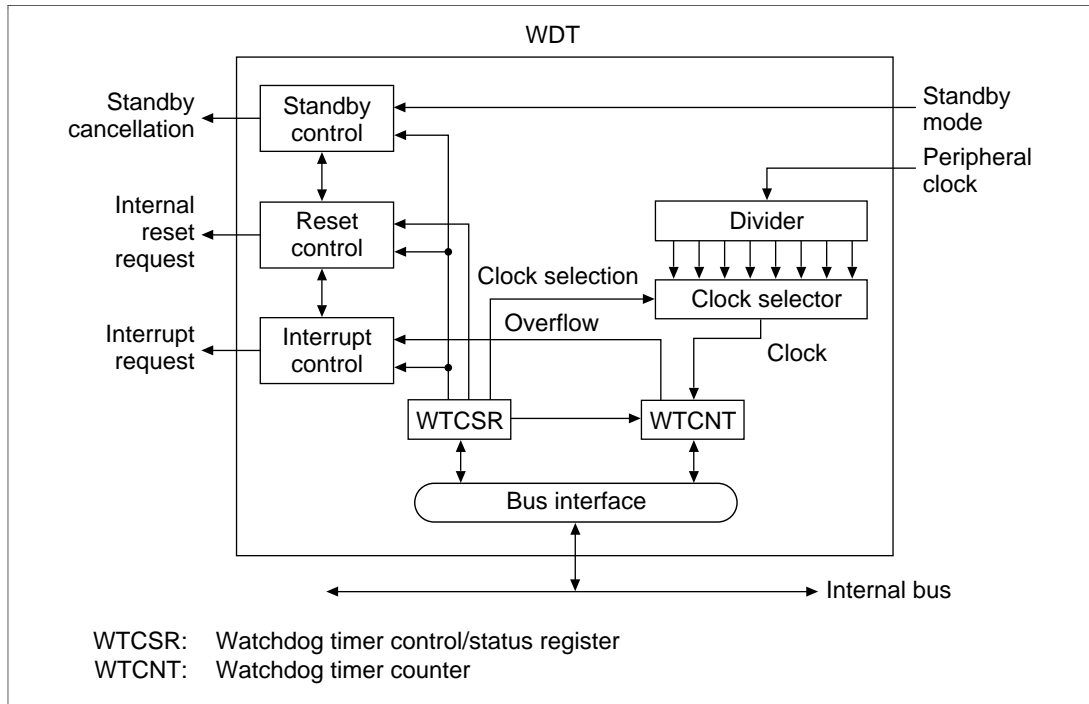 WDT
Standby
cancellation
Standby
control
Standby
mode
Peripheral
clock
Internal
reset
request
Reset
control
Divider
Clock selection
Clock selector
Interrupt
request
Interrupt
control
Overflow
Clock
WTCSR
WTCNT
Bus interface
Internal bus
WTCSR: Watchdog timer control/status register
WTCNT: Watchdog timer counter